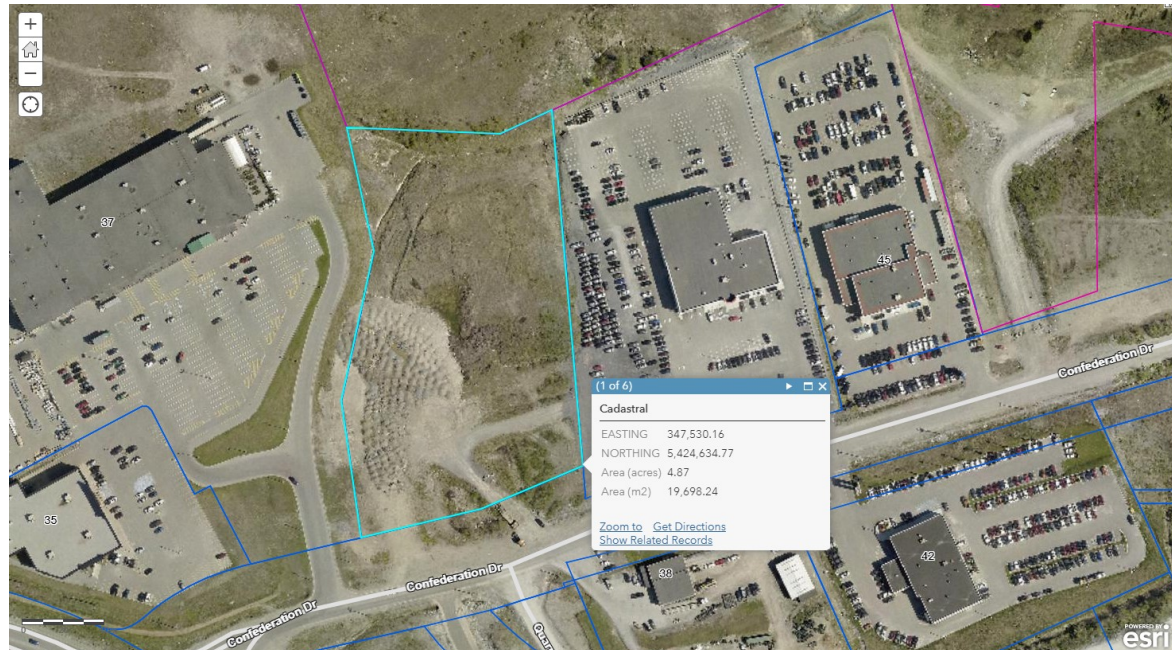 +
−
37
45
Confederation Dr
(1 of 6)
Cadastral
EASTING 347,530.16
NORTHING 5,424,634.77
Area (acres) 4.87
Area (m2) 19,698.24
Zoom to Get Directions
Show Related Records
35
42
38
Confederation Dr
Confederation Dr
POWERED BY
esri